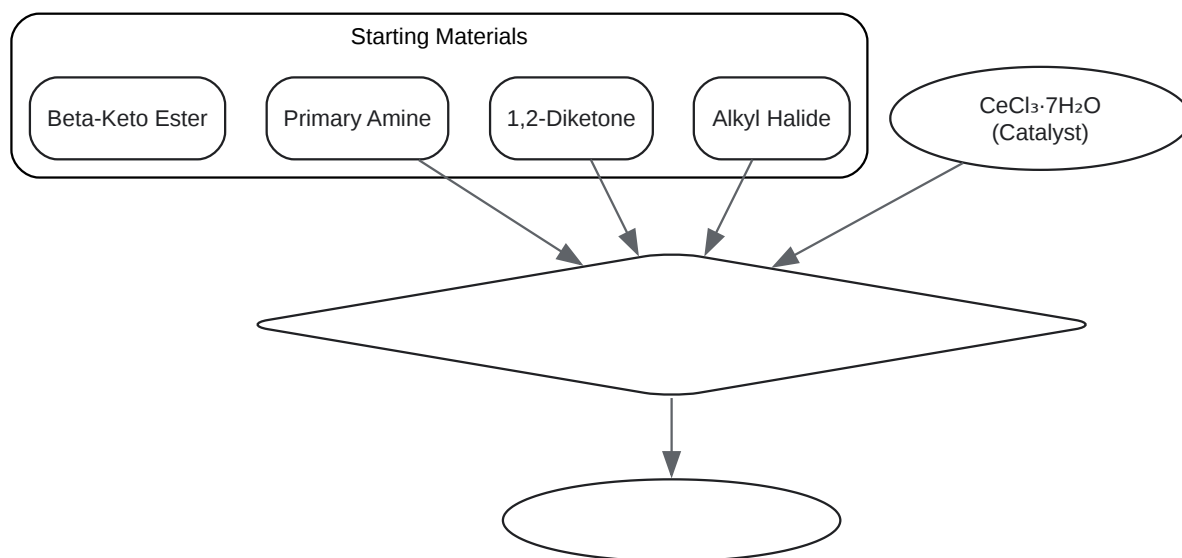 Starting Materials
Beta-Keto Ester
Primary Amine
1,2-Diketone
Alkyl Halide
CeCl₃·7H₂O
(Catalyst)